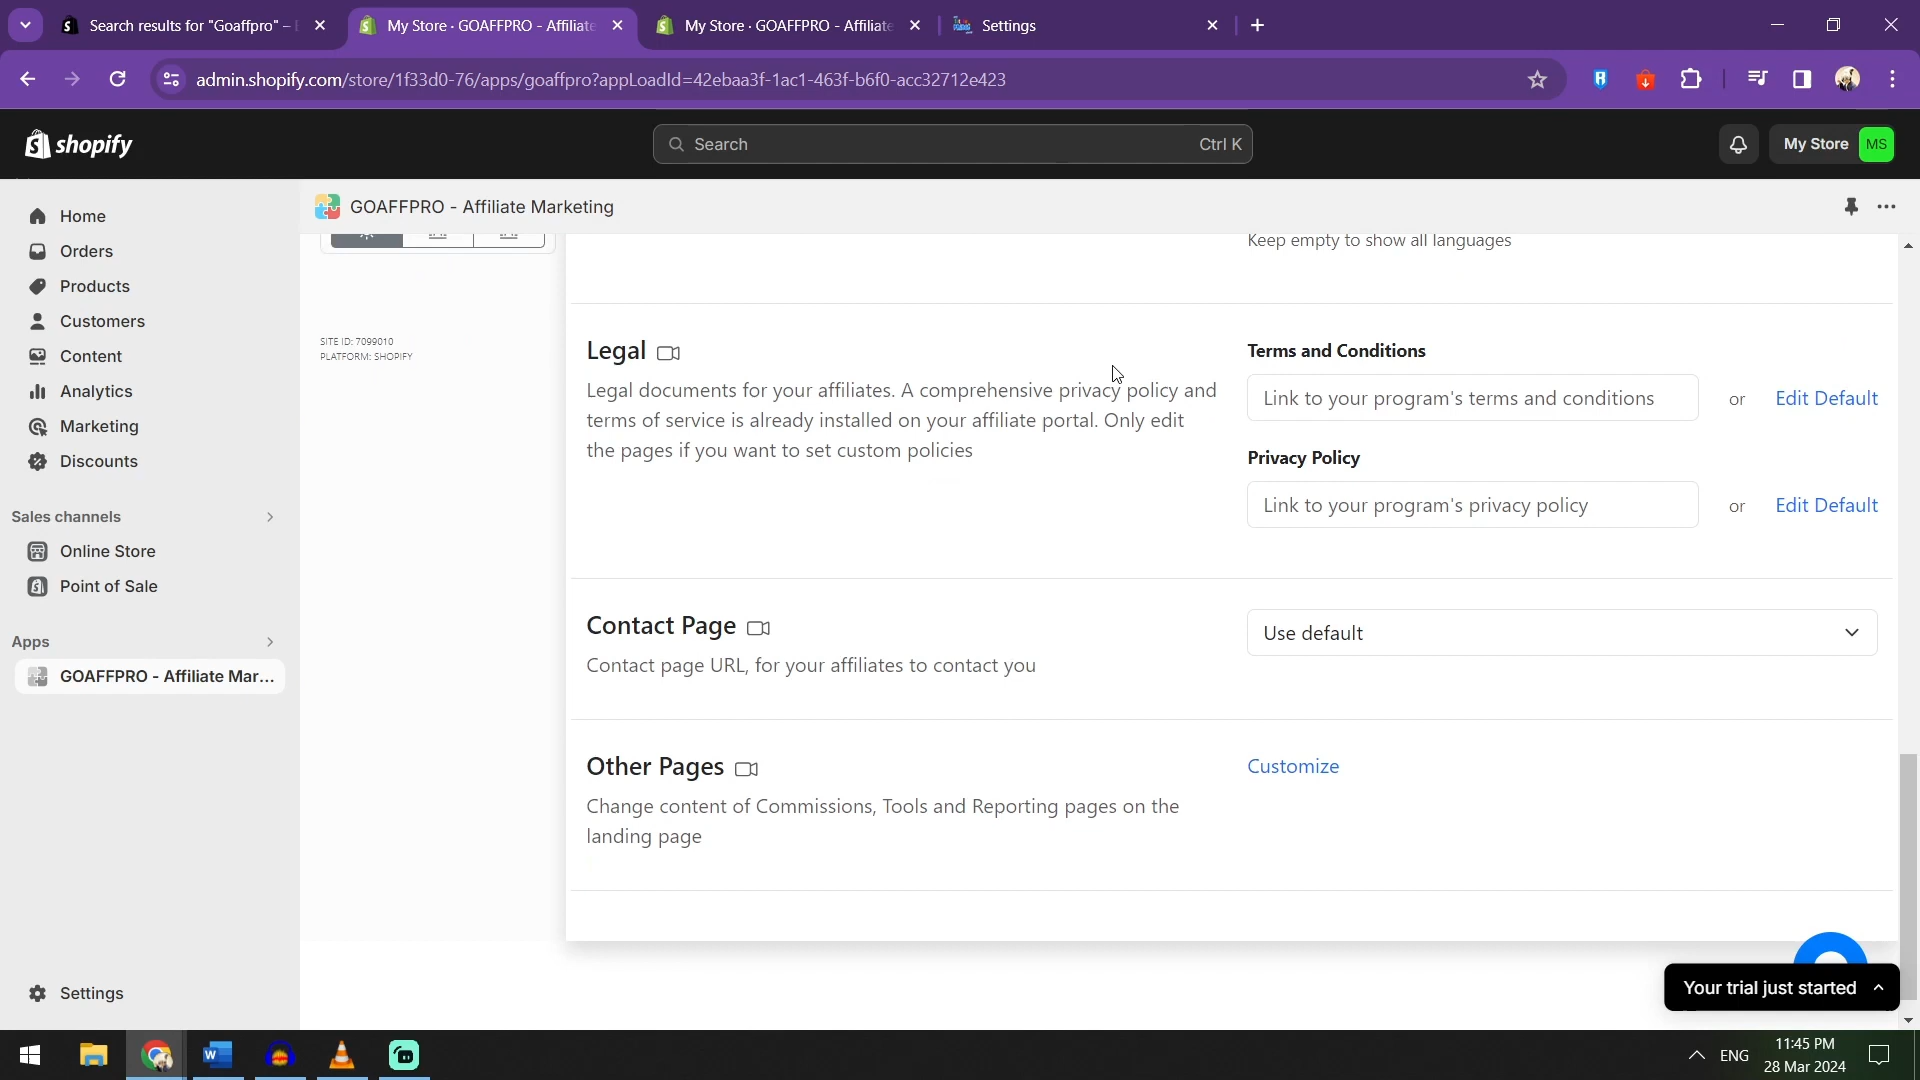 Search results for "Goaffpro" –
My Store · GOAFFPRO - Affiliate
My Store · GOAFFPRO - Affiliate
Settings
admin.shopify.com/store/1f33d0-76/apps/goaffpro?appLoadId=42ebaa3f-1ac1-463f-b6f0-acc32712e423
shopify
Search
Ctrl K
My Store
MS
Home
Orders
Products
Customers
Content
Analytics
Marketing
Discounts
Sales channels
Online Store
Point of Sale
Apps
GOAFFPRO - Affiliate Mar...
Settings
GOAFFPRO - Affiliate Marketing
SITE ID: 7099010
PLATFORM: SHOPIFY
Keep empty to show all languages
Legal
Legal documents for your affiliates. A comprehensive privacy policy and
terms of service is already installed on your affiliate portal. Only edit
the pages if you want to set custom policies
Terms and Conditions
Link to your program's terms and conditions
or
Edit Default
Privacy Policy
Link to your program's privacy policy
or
Edit Default
Contact Page
Contact page URL, for your affiliates to contact you
Use default
Other Pages
Change content of Commissions, Tools and Reporting pages on the
landing page
Customize
Your trial just started
ENG
11:45 PM
28 Mar 2024